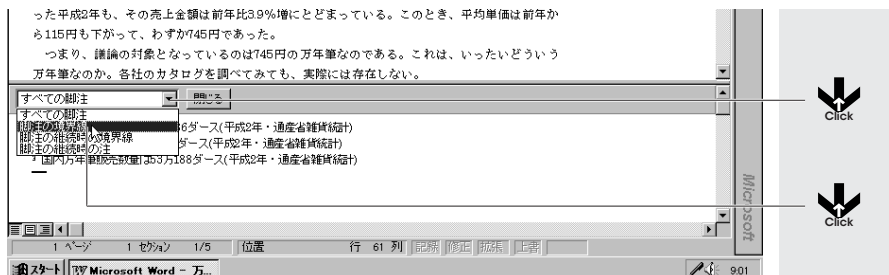 った平成2年も、その売上金額は前年比3.9%増にとどまっている。このとき、平均単価は前年か
ら115円も下がって、わずか745円であった。
つまり、議論の対象となっているのは745円の万年筆なのである。これは、いったいどういう
万年筆なのか。各社のカタログを調べてみても、実際には存在しない。
すべての脚注 閉じる
すべての脚注
脚注の境界線 6ダース(平成2年・通産省雑貨統計)
脚注の継続時の境界線 ダース(平成2年・通産省雑貨統計)
脚注の継続時の注
³ 国内万年筆販売数量は53万188ダース(平成2年・通産省雑貨統計)
Click
Click
Microsoft
1 ページ 1 セクション 1/5 位置 行 61 列 記録 修正 拡張 上書
スタート Microsoft Word - 万... 9:01